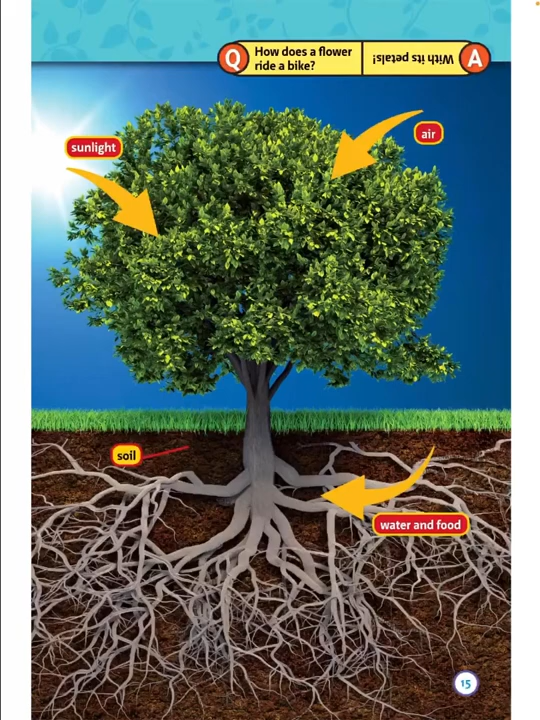 Q
How does a flower
ride a bike?
With its petals!
A
sunlight
air
soil
water and food
15